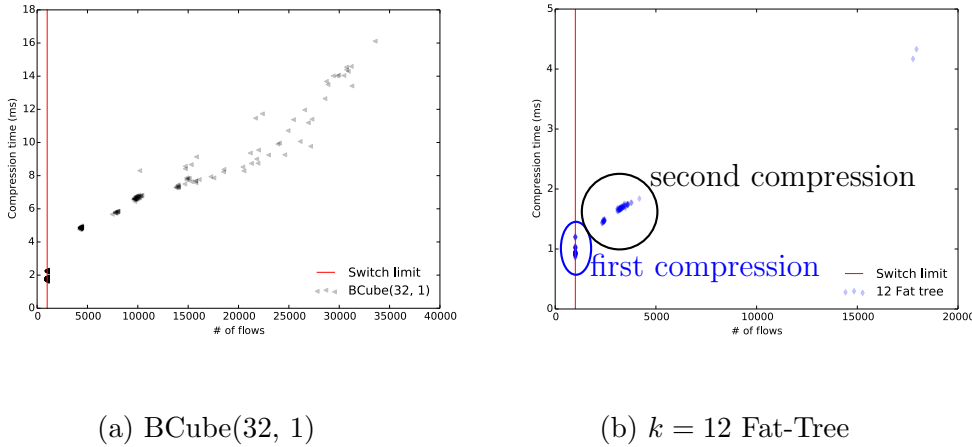 18
16
14
12
10
8
6
4
2
0
Compression time (ms)
0 5000 10000 15000 20000 25000 30000 35000 40000
# of flows
Switch limit
BCube(32, 1)
(a) BCube(32, 1)
5
4
3
2
1
0
Compression time (ms)
second compression
first compression
Switch limit
12 Fat tree
0 5000 10000 15000 20000
# of flows
(b) k = 12 Fat-Tree